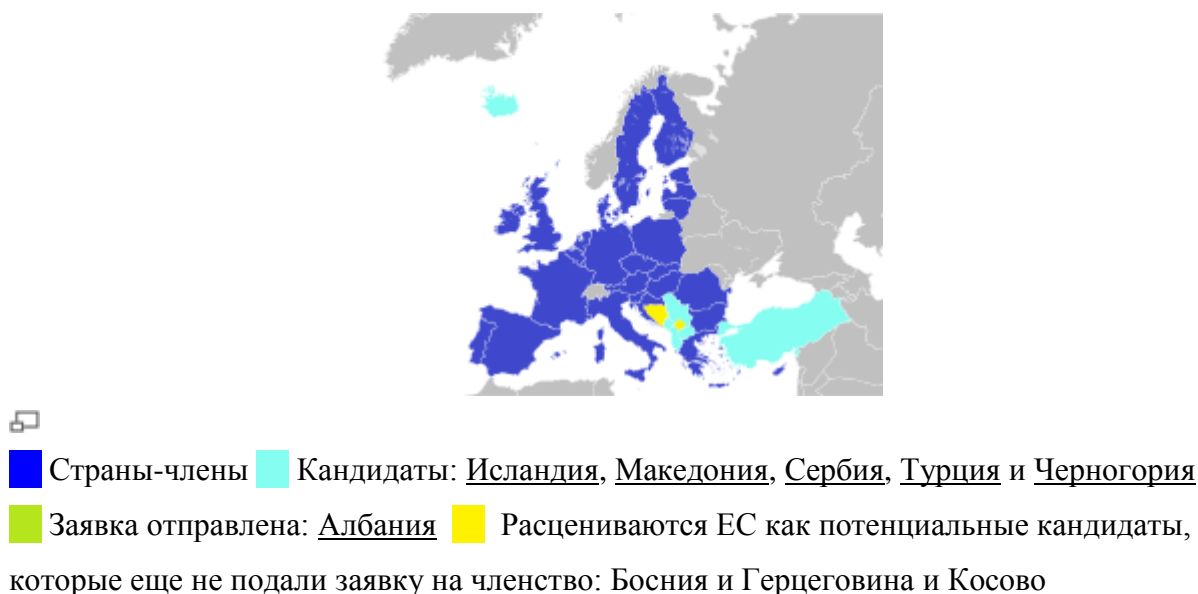 Страны-члены Кандидаты: Исландия, Македония, Сербия, Турция и Черногория
Заявка отправлена: Албания Расцениваются ЕС как потенциальные кандидаты,
которые еще не подали заявку на членство: Босния и Герцеговина и Косово